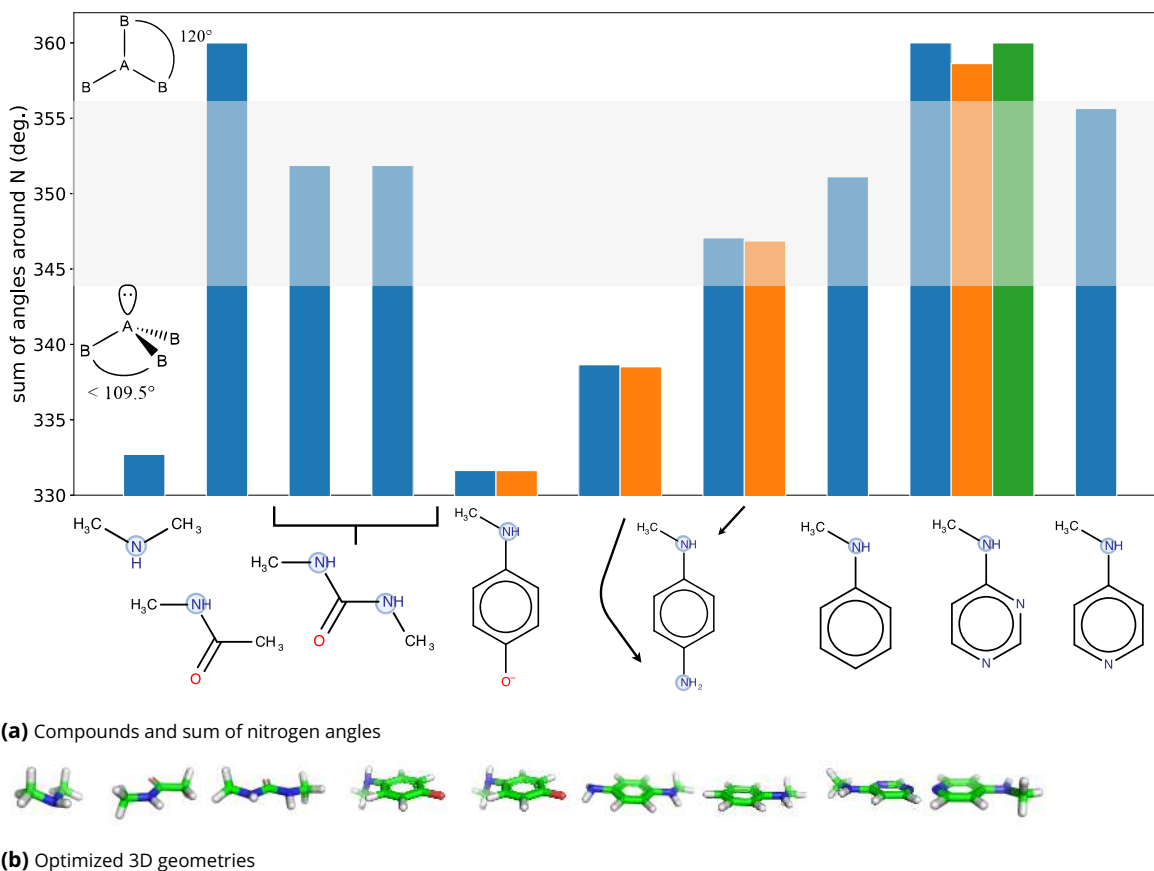 B
120°
A
B
B
360
355
350
345
340
335
330
sum of angles around N (deg.)
··
A
B
B
B
< 109.5°
H₃C
CH₃
N
H
H₃C
NH
CH₃
O
H₃C
NH
NH
O
CH₃
H₃C
NH
O⁻
H₃C
NH
NH₂
H₃C
NH
H₃C
NH
N
N
H₃C
NH
N
(a) Compounds and sum of nitrogen angles
(b) Optimized 3D geometries